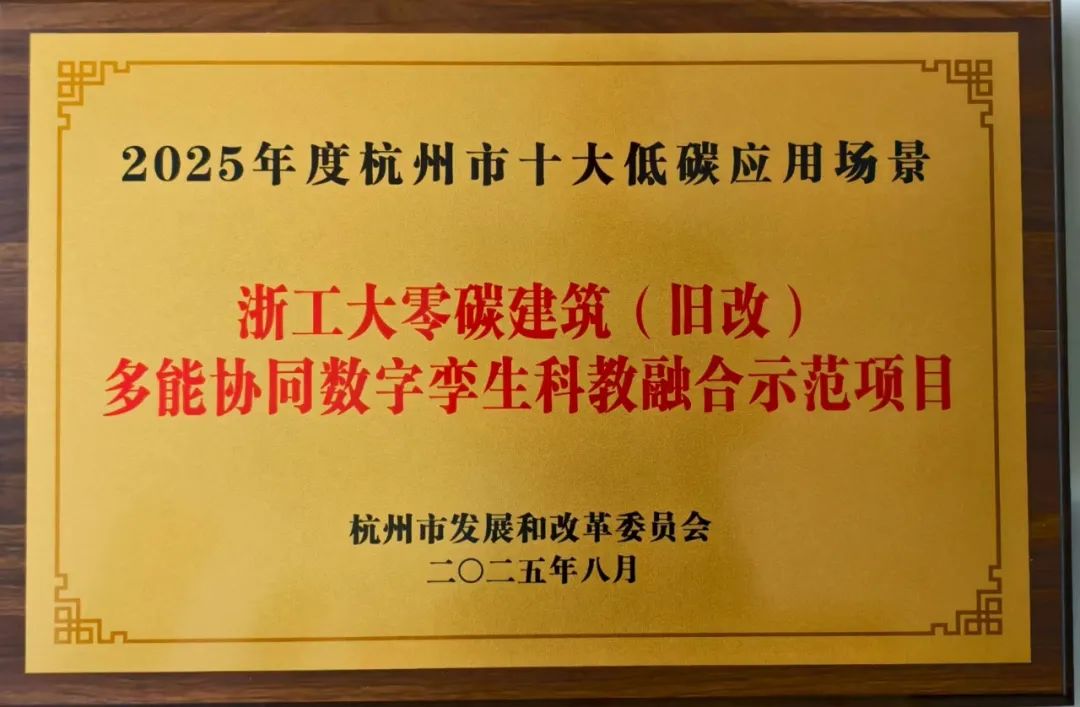 2025年度杭州市十大低碳应用场景
浙工大零碳建筑（旧改）
多能协同数字孪生科教融合示范项目
杭州市发展和改革委员会
二〇二五年八月